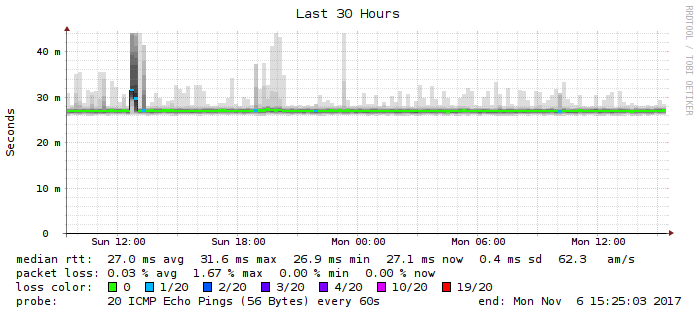 Last 30 Hours
RRDTOOL / TOBI OETIKER
Seconds
40 m
30 m
20 m
10 m
0
Sun 12:00 Sun 18:00 Mon 00:00 Mon 06:00 Mon 12:00
median rtt: 27.0 ms avg 31.6 ms max 26.9 ms min 27.1 ms now 0.4 ms sd 62.3 am/s
packet loss: 0.03 % avg 1.67 % max 0.00 % min 0.00 % now
loss color: 0 1/20 2/20 3/20 4/20 10/20 19/20
probe: 20 ICMP Echo Pings (56 Bytes) every 60s end: Mon Nov 6 15:25:03 2017